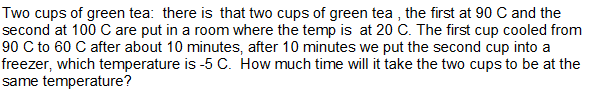 Two cups of green tea:  there is  that two cups of green tea , the first at 90 C and the
second at 100 C are put in a room where the temp is  at 20 C. The first cup cooled from
90 C to 60 C after about 10 minutes, after 10 minutes we put the second cup into a
freezer, which temperature is -5 C.  How much time will it take the two cups to be at the
same temperature?